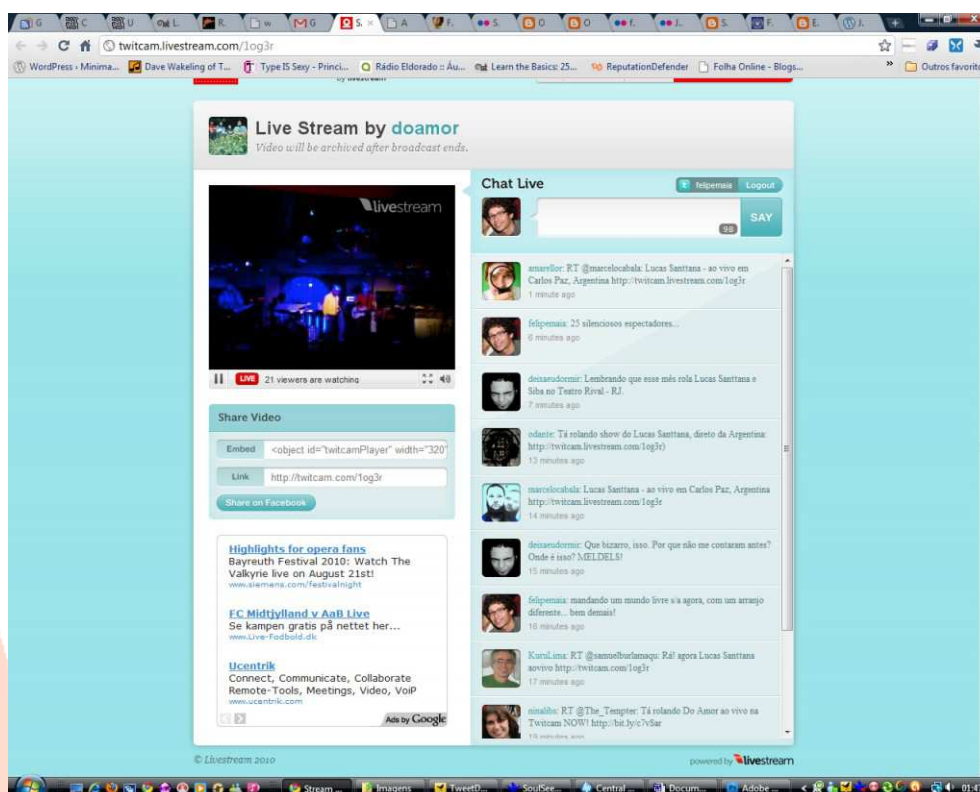 G
C
U
L
R.
w
M G
S.
A
F.
S
O
O
f.
J.
S
F.
E.
J.
twitcam.livestream.com/1og3r
WordPress › Minima...
Dave Wakeling of T...
Type IS Sexy - Princi...
Rádio Eldorado :: Áu...
Learn the Basics: 25...
ReputationDefender
Folha Online - Blogs...
»
Outros favorito
by livestream
Live Stream by doamor
Video will be archived after broadcast ends.
livestream
LIVE 21 viewers are watching
Share Video
Embed <object id="twitcamPlayer" width="320"
Link http://twitcam.com/1og3r
Share on Facebook
Highlights for opera fans
Bayreuth Festival 2010: Watch The
Valkyrie live on August 21st!
www.siemens.com/festivalnight
FC Midtjylland v AaB Live
Se kampen gratis på nettet her...
www.Live-Fodbold.dk
Ucentrik
Connect, Communicate, Collaborate
Remote-Tools, Meetings, Video, VoiP
www.ucentrik.com
Ads by Google
Chat Live
felipemaia Logout
98
SAY
amarellor: RT @marcelocabala: Lucas Santtana - ao vivo em
Carlos Paz, Argentina http://twitcam.livestream.com/1og3r
1 minute ago
felipemaia: 25 silenciosos espectadores...
6 minutes ago
deixaeudormir: Lembrando que esse mês rola Lucas Santtana e
Siba no Teatro Rival - RJ.
7 minutes ago
odante: Tá rolando show do Lucas Santtana, direto da Argentina:
http://twitcam.livestream.com/1og3r)
13 minutes ago
marcelocabala: Lucas Santtana - ao vivo em Carlos Paz, Argentina
http://twitcam.livestream.com/1og3r
14 minutes ago
deixaeudormir: Que bizarro, isso. Por que não me contaram antes?
Onde é isso? MELDELS!
15 minutes ago
felipemaia: mandando um mundo livre s/a agora, com um arranjo
diferente... bem demais!
16 minutes ago
KuruLima: RT @samuelburlamaqu: Rá! agora Lucas Santtana
aovivo http://twitcam.com/1og3r
17 minutes ago
ninalibs: RT @The_Tempter: Tá rolando Do Amor ao vivo na
Twitcam NOW! http://bit.ly/c7vSar
19 minutes ago
© Livestream 2010
powered by livestream
Stream ...
Imagens
TweetD...
SoulSee...
Central ...
Docum...
Adobe ...